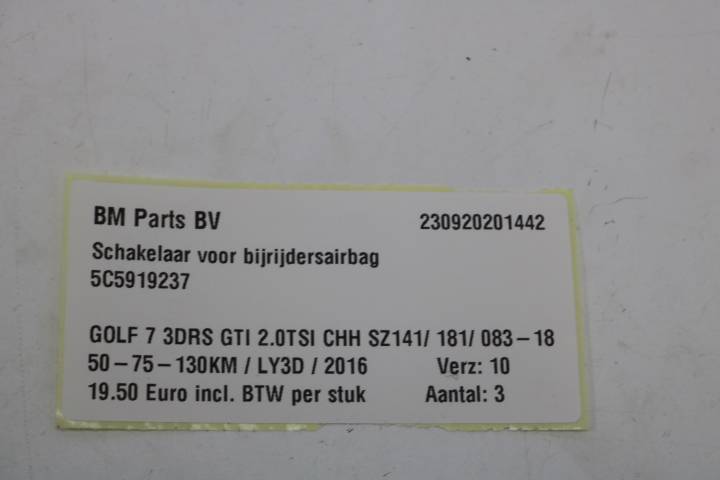 BM Parts BV 230920201442
Schakelaar voor bijrijdersairbag
5C5919237
GOLF 7 3DRS GTI 2.0TSI CHH SZ141/ 181/ 083-18
50-75-130KM / LY3D / 2016 Verz: 10
19.50 Euro incl. BTW per stuk Aantal: 3